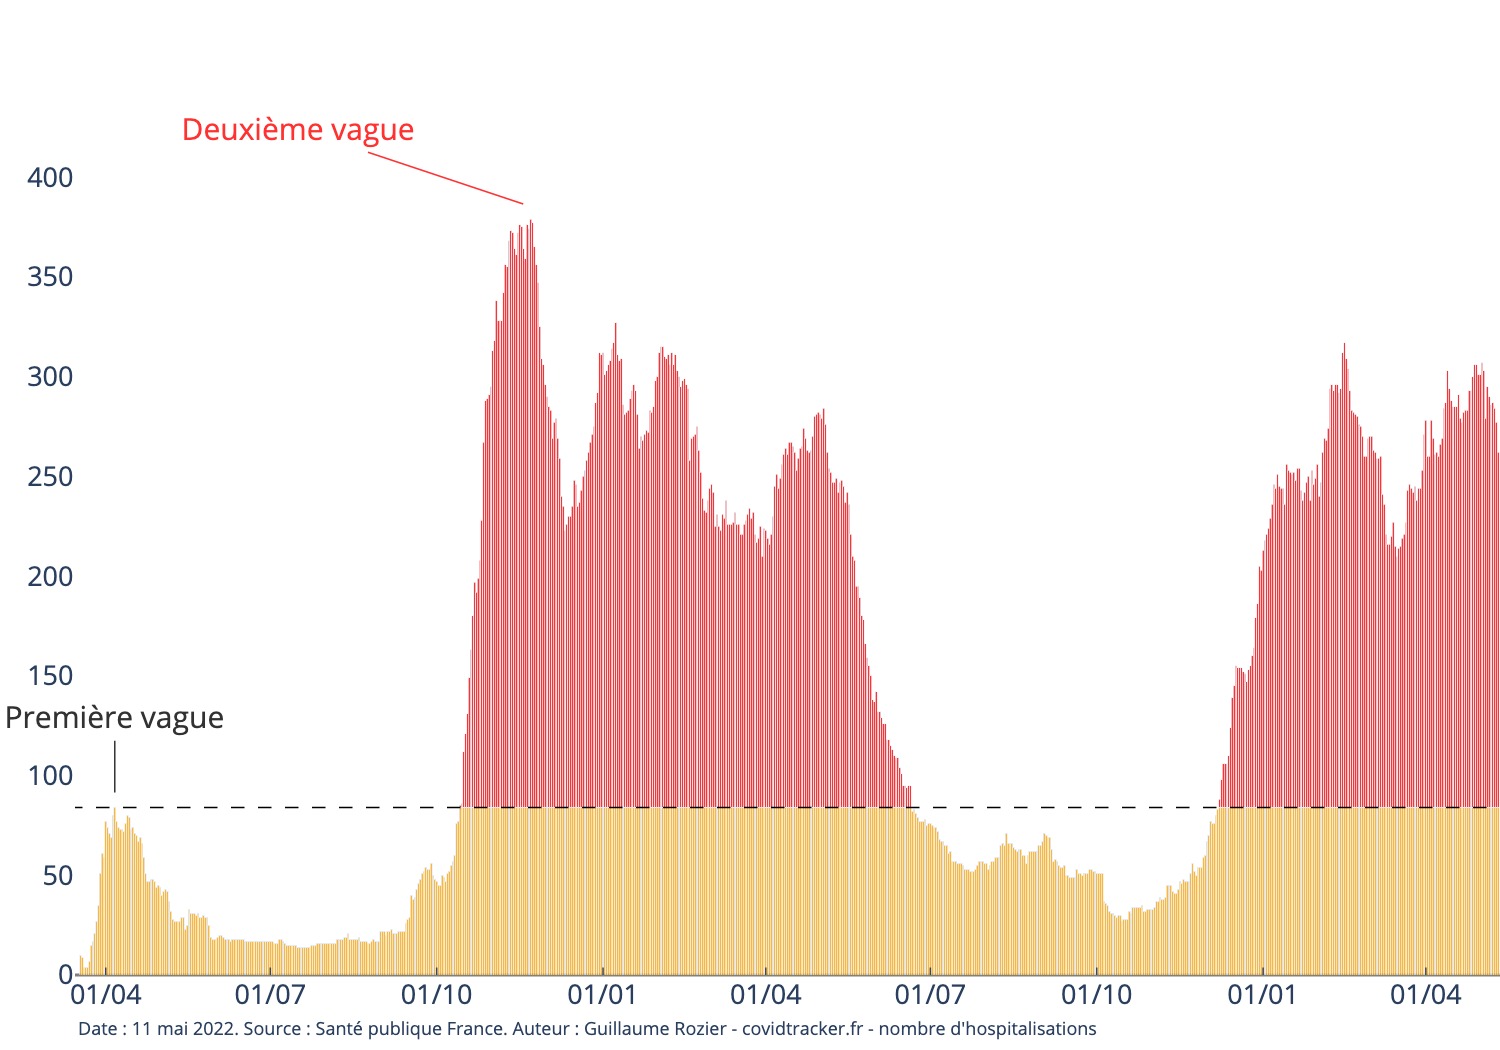 Deuxième vague
400
350
300
250
200
150
Première vague
100
50
0
01/04 01/07 01/10 01/01 01/04 01/07 01/10 01/01 01/04
Date : 11 mai 2022. Source : Santé publique France. Auteur : Guillaume Rozier - covidtracker.fr - nombre d'hospitalisations